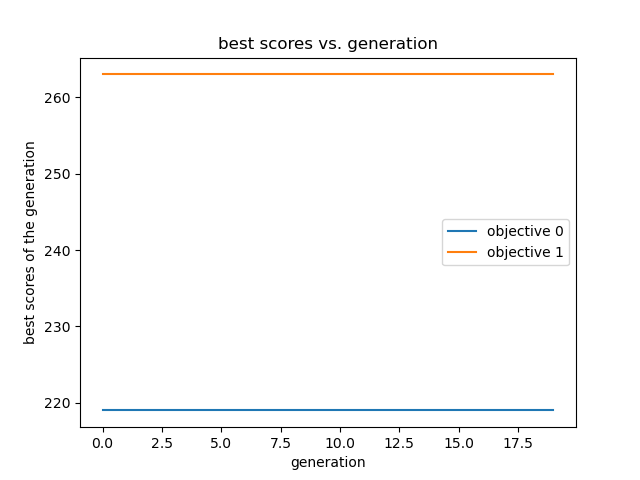 best scores vs. generation
best scores of the generation
260
250
240
230
220
objective 0
objective 1
0.0 2.5 5.0 7.5 10.0 12.5 15.0 17.5
generation